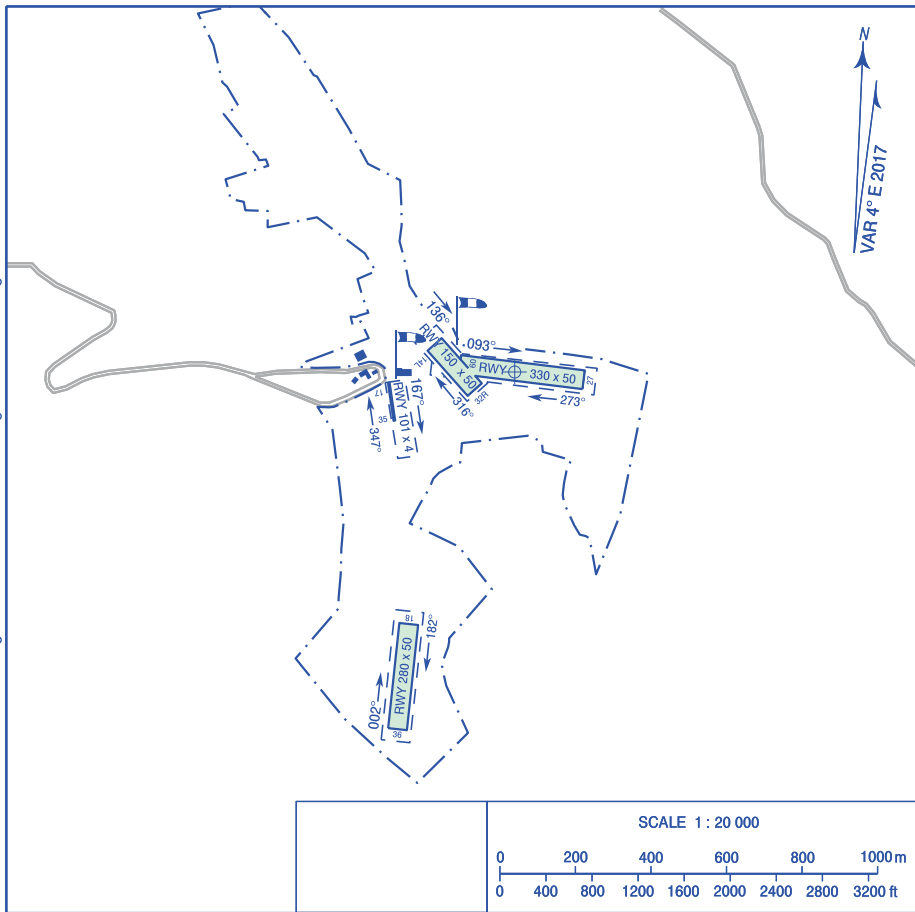 N
VAR 4° E 2017
136°
RWY 150 x 50
14L
32R
316°
093°
09
RWY 330 x 50
27
273°
17
RWY 101 x 4
167°
35
347°
18
182°
RWY 280 x 50
002°
36
SCALE 1 : 20 000
0 200 400 600 800 1000 m
0 400 800 1200 1600 2000 2400 2800 3200 ft